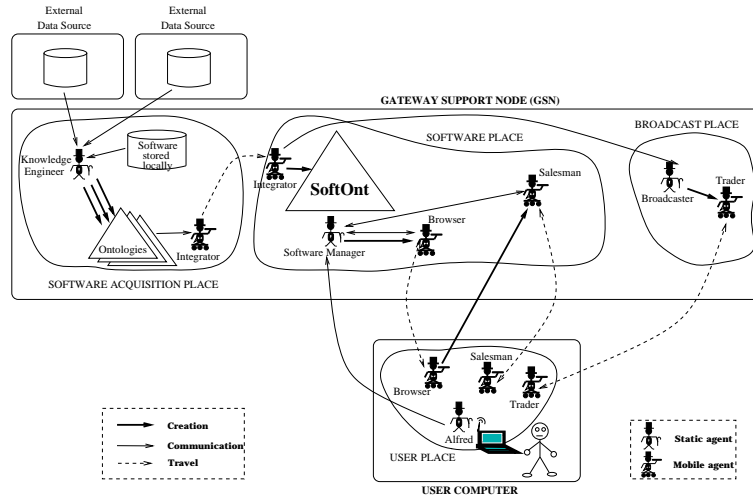 External
Data Source
External
Data Source
GATEWAY SUPPORT NODE (GSN)
SOFTWARE PLACE
BROADCAST PLACE
Knowledge
Engineer
Software
stored
locally
Integrator
SoftOnt
Salesman
Broadcaster
Trader
Ontologies
Integrator
Software Manager
Browser
SOFTWARE ACQUISITION PLACE
Browser
Salesman
Trader
Alfred
USER PLACE
USER COMPUTER
Creation
Communication
Travel
Static agent
Mobile agent